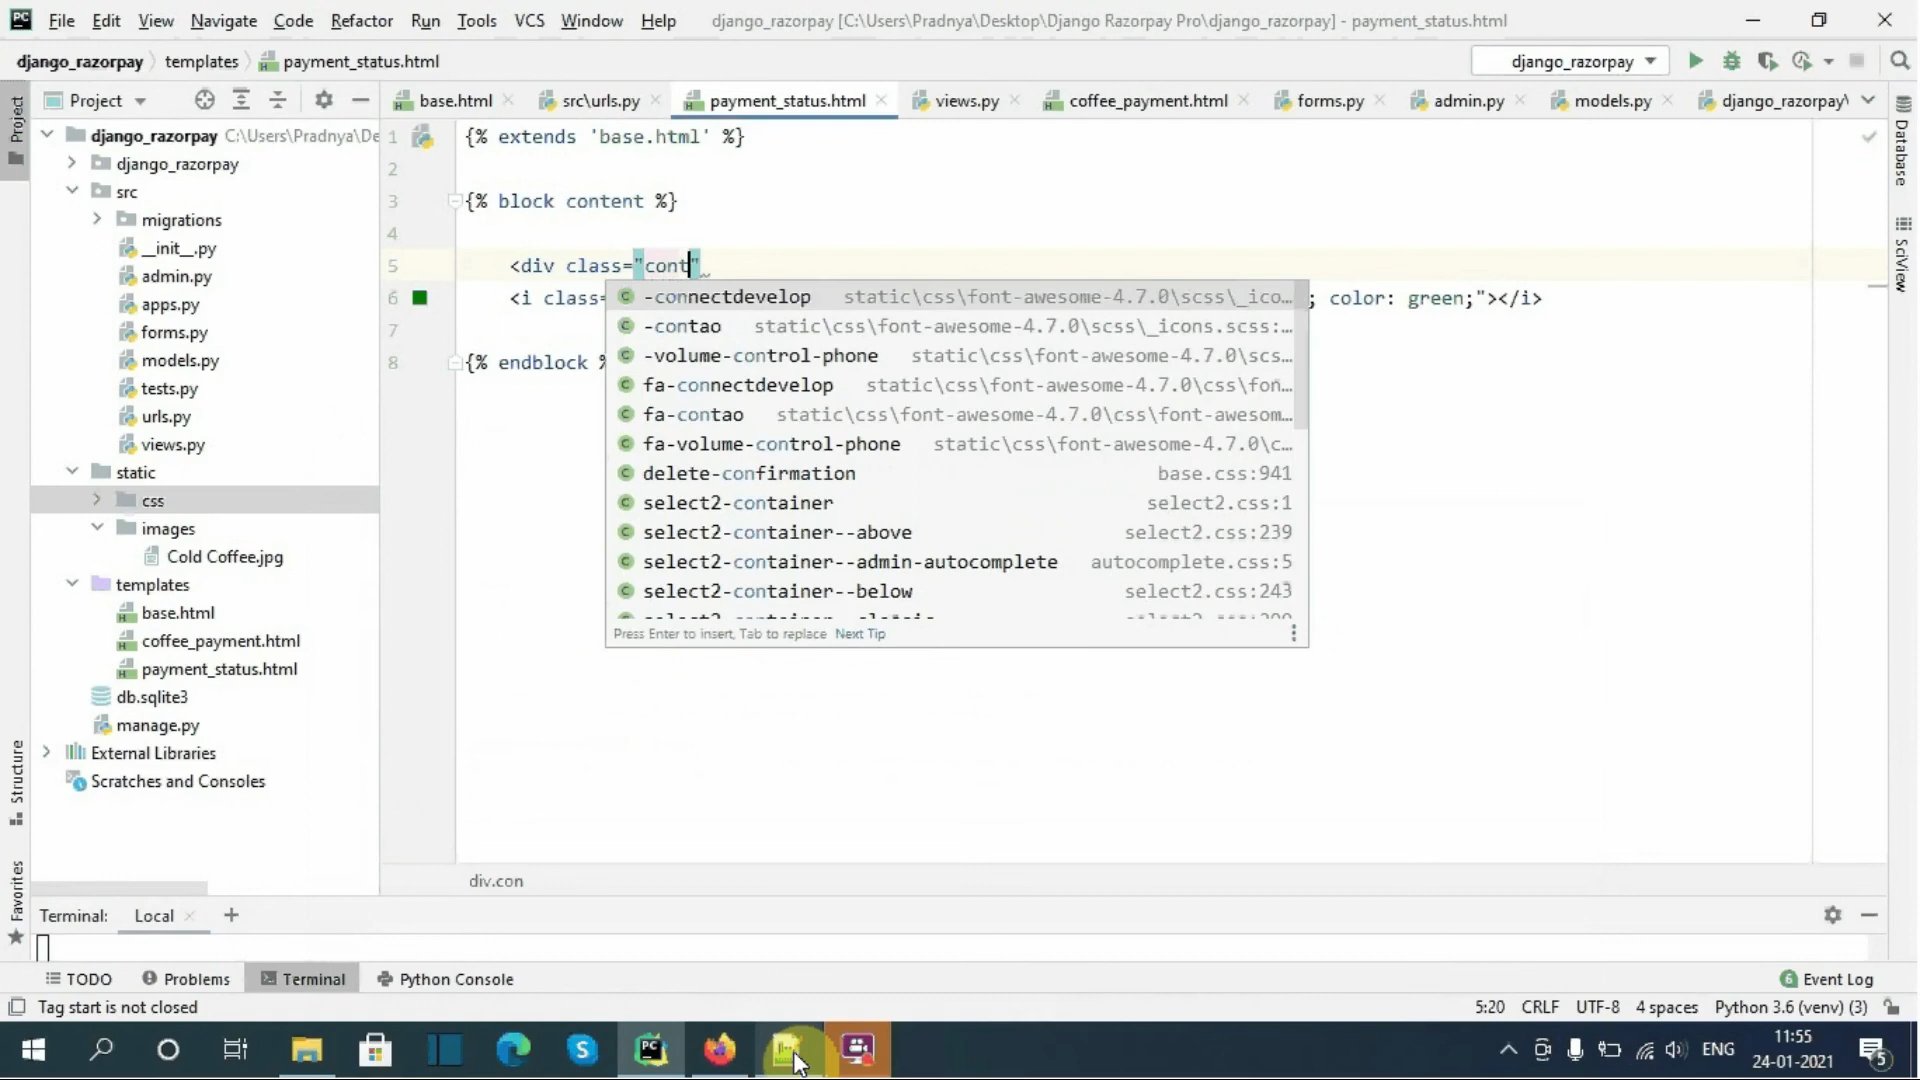 PC File Edit View Navigate Code Refactor Run Tools VCS Window Help django_razorpay [C:\Users\Pradnya\Desktop\Django Razorpay Pro\django_razorpay] - payment_status.html
django_razorpay templates payment_status.html django_razorpay
Project base.html src\urls.py payment_status.html views.py coffee_payment.html forms.py admin.py models.py django_razorpay\
Project
Database
SciView
Structure
Favorites
django_razorpay C:\Users\Pradnya\De
django_razorpay
src
migrations
__init__.py
admin.py
apps.py
forms.py
models.py
tests.py
urls.py
views.py
static
css
images
Cold Coffee.jpg
templates
base.html
coffee_payment.html
payment_status.html
db.sqlite3
manage.py
External Libraries
Scratches and Consoles
1 {% extends 'base.html' %}
2
3 {% block content %}
4
5 <div class="cont"
6 <i class= ; color: green;"></i>
7
8 {% endblock %
-connectdevelop static\css\font-awesome-4.7.0\scss\_ico…
-contao static\css\font-awesome-4.7.0\scss\_icons.scss:…
-volume-control-phone static\css\font-awesome-4.7.0\scs…
fa-connectdevelop static\css\font-awesome-4.7.0\css\fon…
fa-contao static\css\font-awesome-4.7.0\css\font-awesom…
fa-volume-control-phone static\css\font-awesome-4.7.0\c…
delete-confirmation base.css:941
select2-container select2.css:1
select2-container--above select2.css:239
select2-container--admin-autocomplete autocomplete.css:5
select2-container--below select2.css:243
Press Enter to insert, Tab to replace Next Tip
div.con
Terminal: Local +
TODO Problems Terminal Python Console 6 Event Log
Tag start is not closed 5:20 CRLF UTF-8 4 spaces Python 3.6 (venv) (3)
PC ENG 11:55
24-01-2021 5